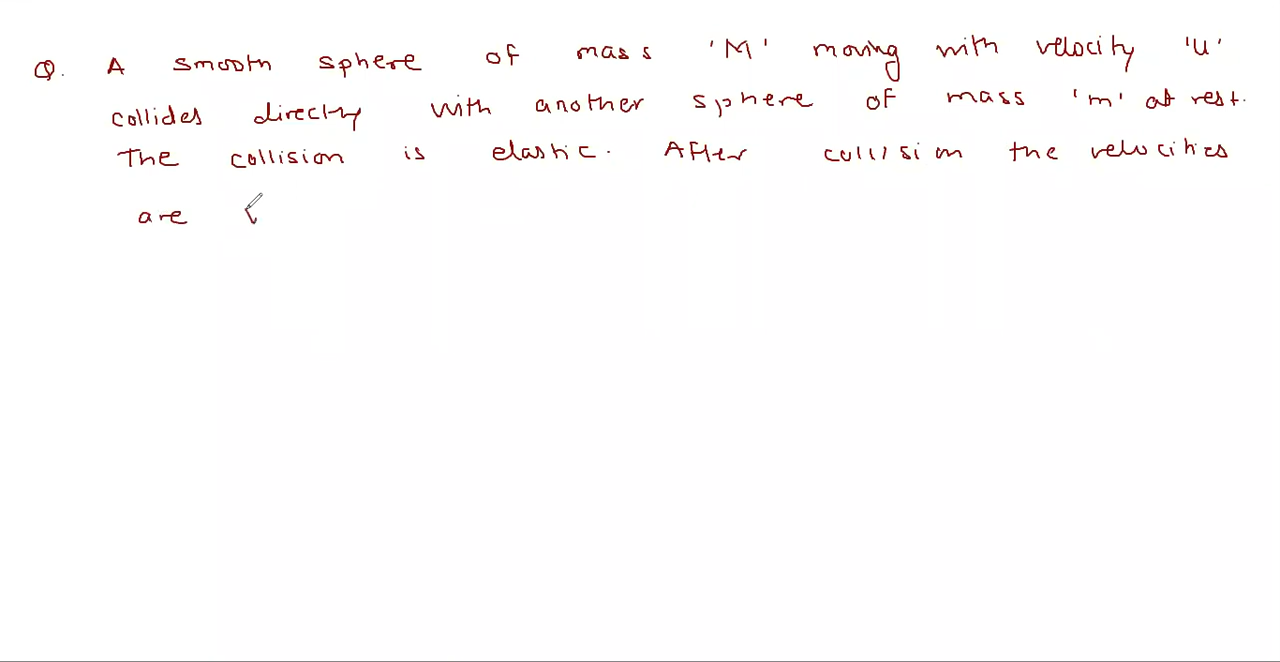 Q. A smooth sphere of mass 'M' moving with velocity 'u'
collides directly with another sphere of mass 'm' at rest.
The collision is elastic. After collision the velocities
are